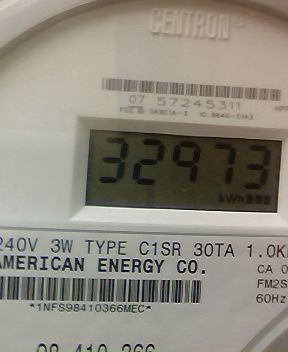 CENTRON
07 57245311
32973
kWh
240V 3W TYPE C1SR 30TA 1.0K
AMERICAN ENERGY CO.
CA 0
FM2S
60Hz
*1NFS98410366MEC*